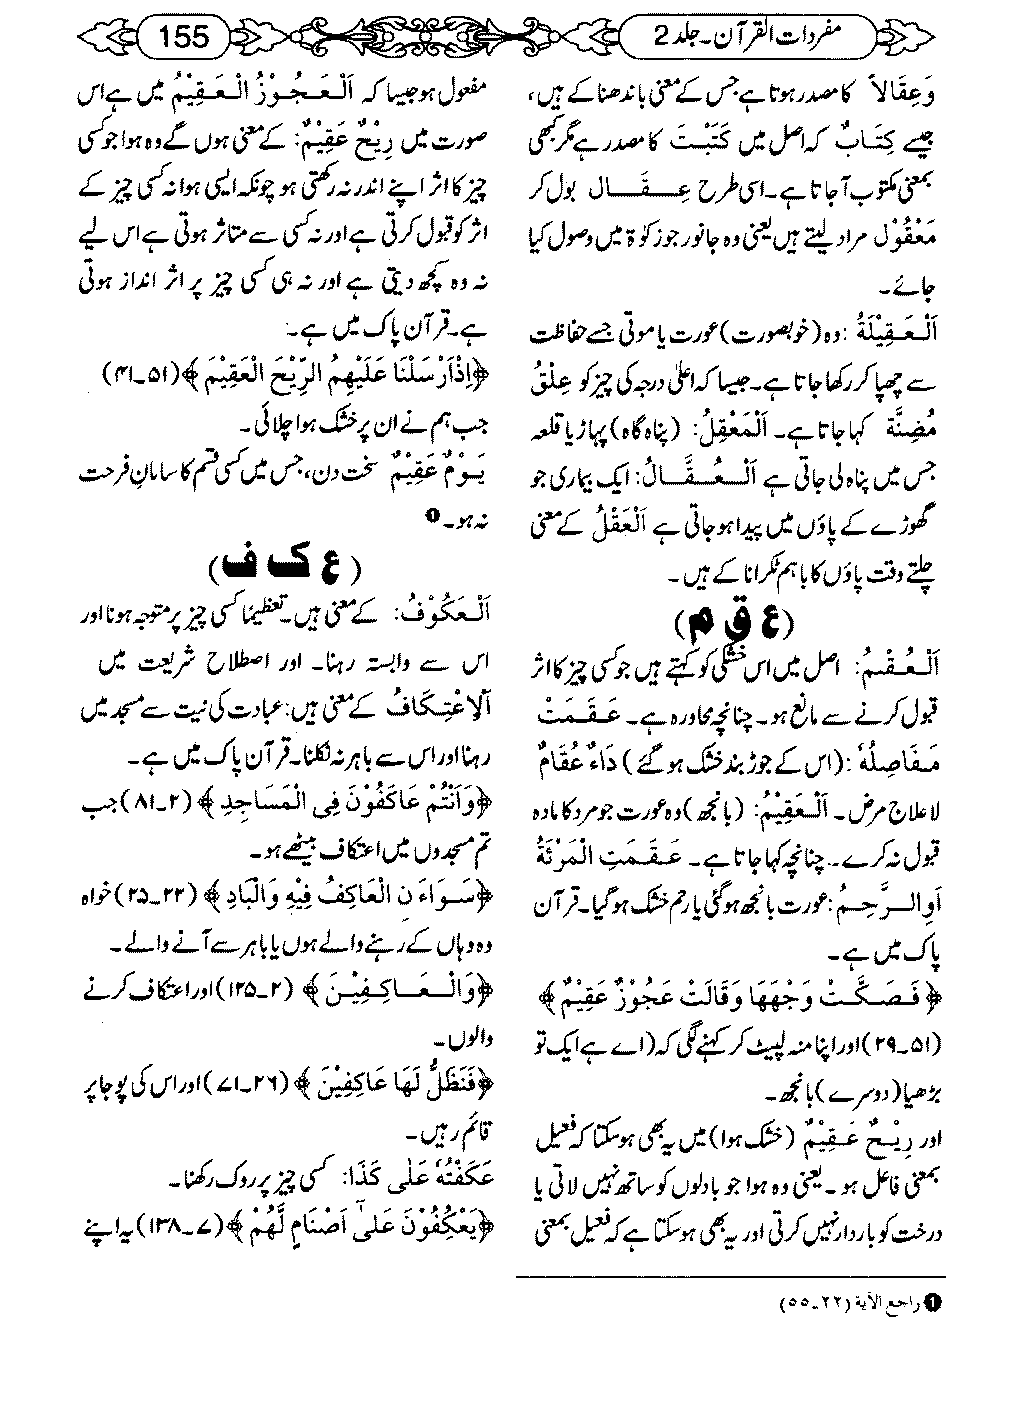 مفردات القرآن۔ جلد 2
155
وَعِقَالًا کا مصدر ہوتا ہے جس کے معنی باندھنا کے ہیں،
جیسے کِتَابٌ کہ اصل میں کَتَبْتَ کا مصدر ہے مگر کبھی
بمعنی مکتوب آجاتا ہے۔ اسی طرح عِقَال بول کر
مَعْقُوْل مراد لیتے ہیں یعنی وہ جانور جو زکوۃ میں وصول کیا
جائے۔
اَلْعَقِیْلَةُ: وہ (خوبصورت) عورت یا موتی جسے حفاظت
سے چھپا کر رکھا جاتا ہے۔ جیسا کہ اعلیٰ درجہ کی چیز کو عِلْقُ
مُضِنَّة کہا جاتا ہے۔ اَلْمَعْقِلُ: (پناہ گاہ) پہاڑ یا قلعہ
جس میں پناہ لی جاتی ہے اَلْعُقَّالُ: ایک بیماری جو
گھوڑے کے پاؤں میں پیدا ہو جاتی ہے اَلْعَقْلُ کے معنی
چلتے وقت پاؤں کا باہم ٹکرانا کے ہیں۔
(ع ق م)
اَلْعُقْمُ: اصل میں اس خشکی کو کہتے ہیں جو کسی چیز کا اثر
قبول کرنے سے مانع ہو۔ چنانچہ محاورہ ہے۔ عَقَمَتْ
مَفَاصِلُهٗ: (اس کے جوڑ بند خشک ہو گئے) دَاءٌ عُقَامٌ
لا علاج مرض۔ اَلْعَقِیْمُ: (بانجھ) وہ عورت جو مرد کا مادہ
قبول نہ کرے۔ چنانچہ کہا جاتا ہے۔ عَقَمَتِ الْمَرْئَةُ
اَوِالرَّحِمُ: عورت بانجھ ہو گئی یا رحم خشک ہو گیا۔ قرآن
پاک میں ہے۔
﴿فَصَکَّتْ وَجْهَهَا وَقَالَتْ عَجُوْزٌ عَقِیْمٌ﴾
(۵۱۔۲۹) اور اپنا منہ لپیٹ کر کہنے لگی کہ (اے ہے ایک تو
بڑھیا (دوسرے) بانجھ۔
اور رِیْحٌ عَقِیْمٌ (خشک ہوا) میں یہ بھی ہو سکتا کہ فعیل
بمعنی فاعل ہو۔ یعنی وہ ہوا جو بادلوں کو ساتھ نہیں لاتی یا
درخت کو باردار نہیں کرتی اور یہ بھی ہو سکتا ہے کہ فعیل بمعنی
❶ راجع الآية (۲۲۔۵۵)
مفعول ہو جیسا کہ اَلْعَجُوْزُ الْعَقِیْمُ میں ہے اس
صورت میں رِیْحٌ عَقِیْمٌ: کے معنی ہوں گے وہ ہوا جو کسی
چیز کا اثر اپنے اندر نہ رکھتی ہو چونکہ ایسی ہوا نہ کسی چیز کے
اثر کو قبول کرتی ہے اور نہ کسی سے متاثر ہوتی ہے اس لیے
نہ وہ کچھ دیتی ہے اور نہ ہی کسی چیز پر اثر انداز ہوتی
ہے۔ قرآن پاک میں ہے۔
﴿اِذْاَرْسَلْنَا عَلَیْهِمُ الرِّیْحَ الْعَقِیْمَ﴾ (۵۱۔۴۱)
جب ہم نے ان پر خشک ہوا چلائی۔
یَوْمٌ عَقِیْمٌ سخت دن، جس میں کسی قسم کا سامان فرحت
نہ ہو۔❶
(ع ک ف)
اَلْعَکُوْفُ: کے معنی ہیں۔ تعظیماً کسی چیز پر متوجہ ہونا اور
اس سے وابستہ رہنا۔ اور اصطلاح شریعت میں
اَلْاِعْتِکَافُ کے معنی ہیں: عبادت کی نیت سے مسجد میں
رہنا اور اس سے باہر نہ نکلنا۔ قرآن پاک میں ہے۔
﴿وَاَنْتُمْ عَاکَفُوْنَ فِی الْمَسَاجِدِ﴾ (۲۔۸۱) جب
تم مسجدوں میں اعتکاف بیٹھے ہو۔
﴿سَوَاءَ نِ الْعَاکِفُ فِیْهِ وَالْبَادِ﴾ (۲۲۔۲۵) خواہ
وہ وہاں کے رہنے والے ہوں یا باہر سے آنے والے۔
﴿وَالْعَاکِفِیْنَ﴾ (۲۔۱۲۵) اور اعتکاف کرنے
والوں۔
﴿فَنَظَلُّ لَهَا عَاکِفِیْنَ﴾ (۲۶۔۷۱) اور اس کی پوجا پر
قائم رہیں۔
عَکَفْتُهٗ عَلٰی کَذَا: کسی چیز پر روک رکھنا۔
﴿یَعْکِفُوْنَ عَلٰٓی اَصْنَامٍ لَّهُمْ﴾ (۷۔۱۳۸) یہ اپنے